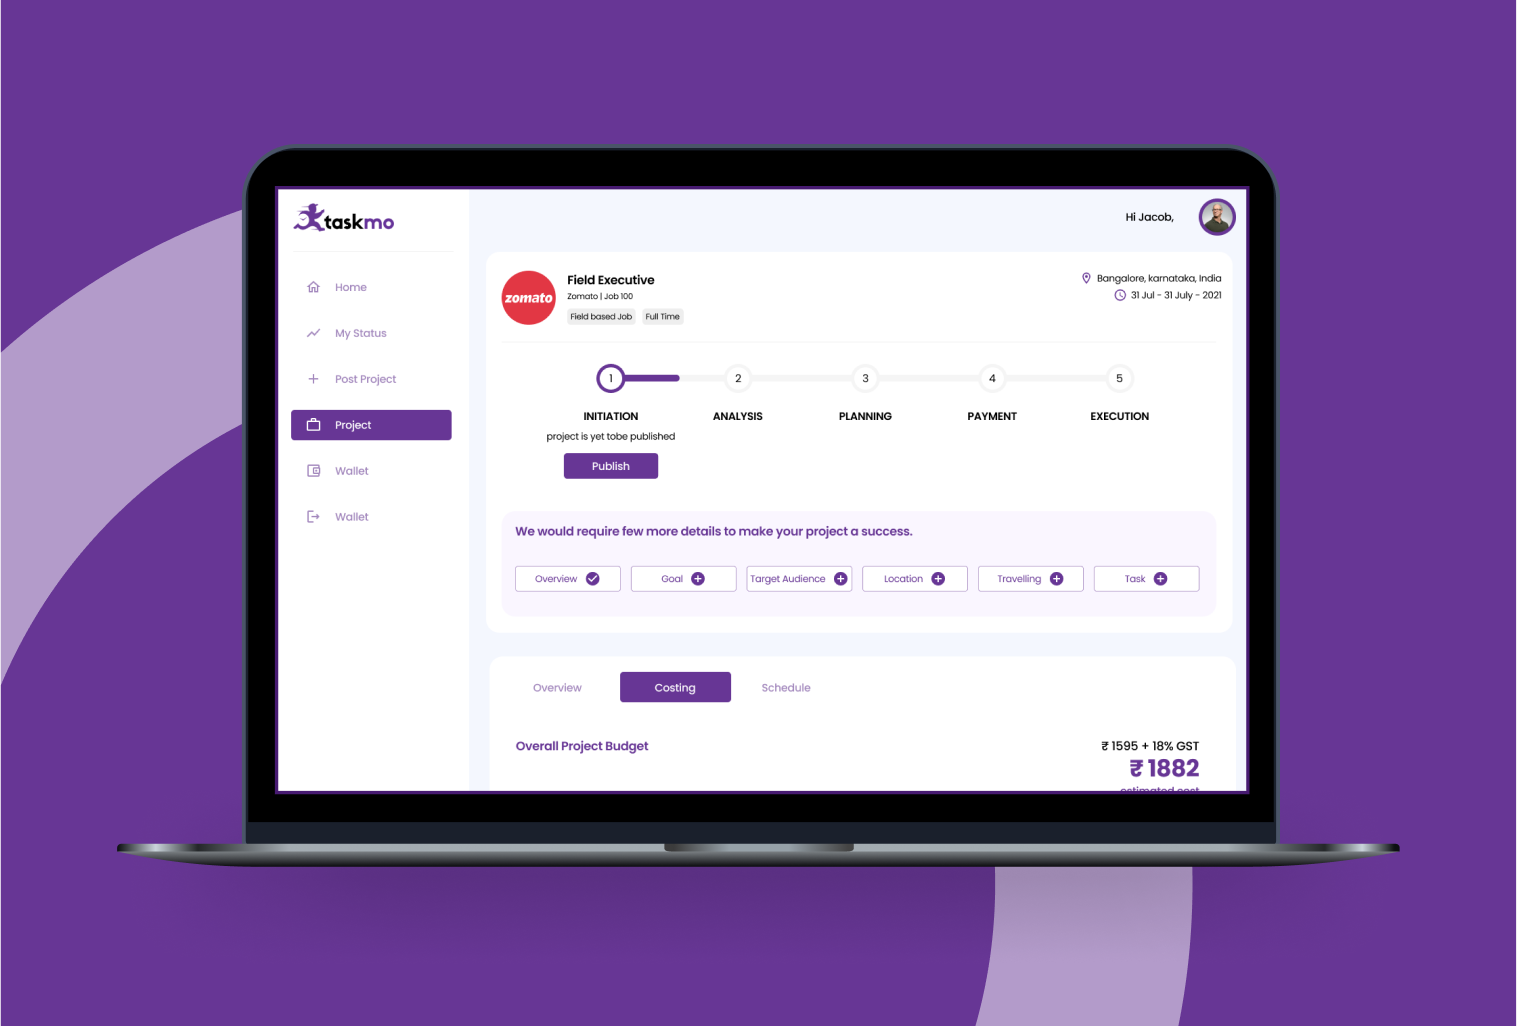 taskmo
Hi Jacob,
Home
My Status
Post Project
Project
Wallet
Wallet
zomato
Field Executive
Zomato | Job 100
Field based Job
Full Time
Bangalore, karnataka, India
31 Jul - 31 July - 2021
1
2
3
4
5
INITIATION
ANALYSIS
PLANNING
PAYMENT
EXECUTION
project is yet tobe published
Publish
We would require few more details to make your project a success.
Overview
Goal
Target Audience
Location
Travelling
Task
Overview
Costing
Schedule
Overall Project Budget
₹ 1595 + 18% GST
₹ 1882
estimated cost